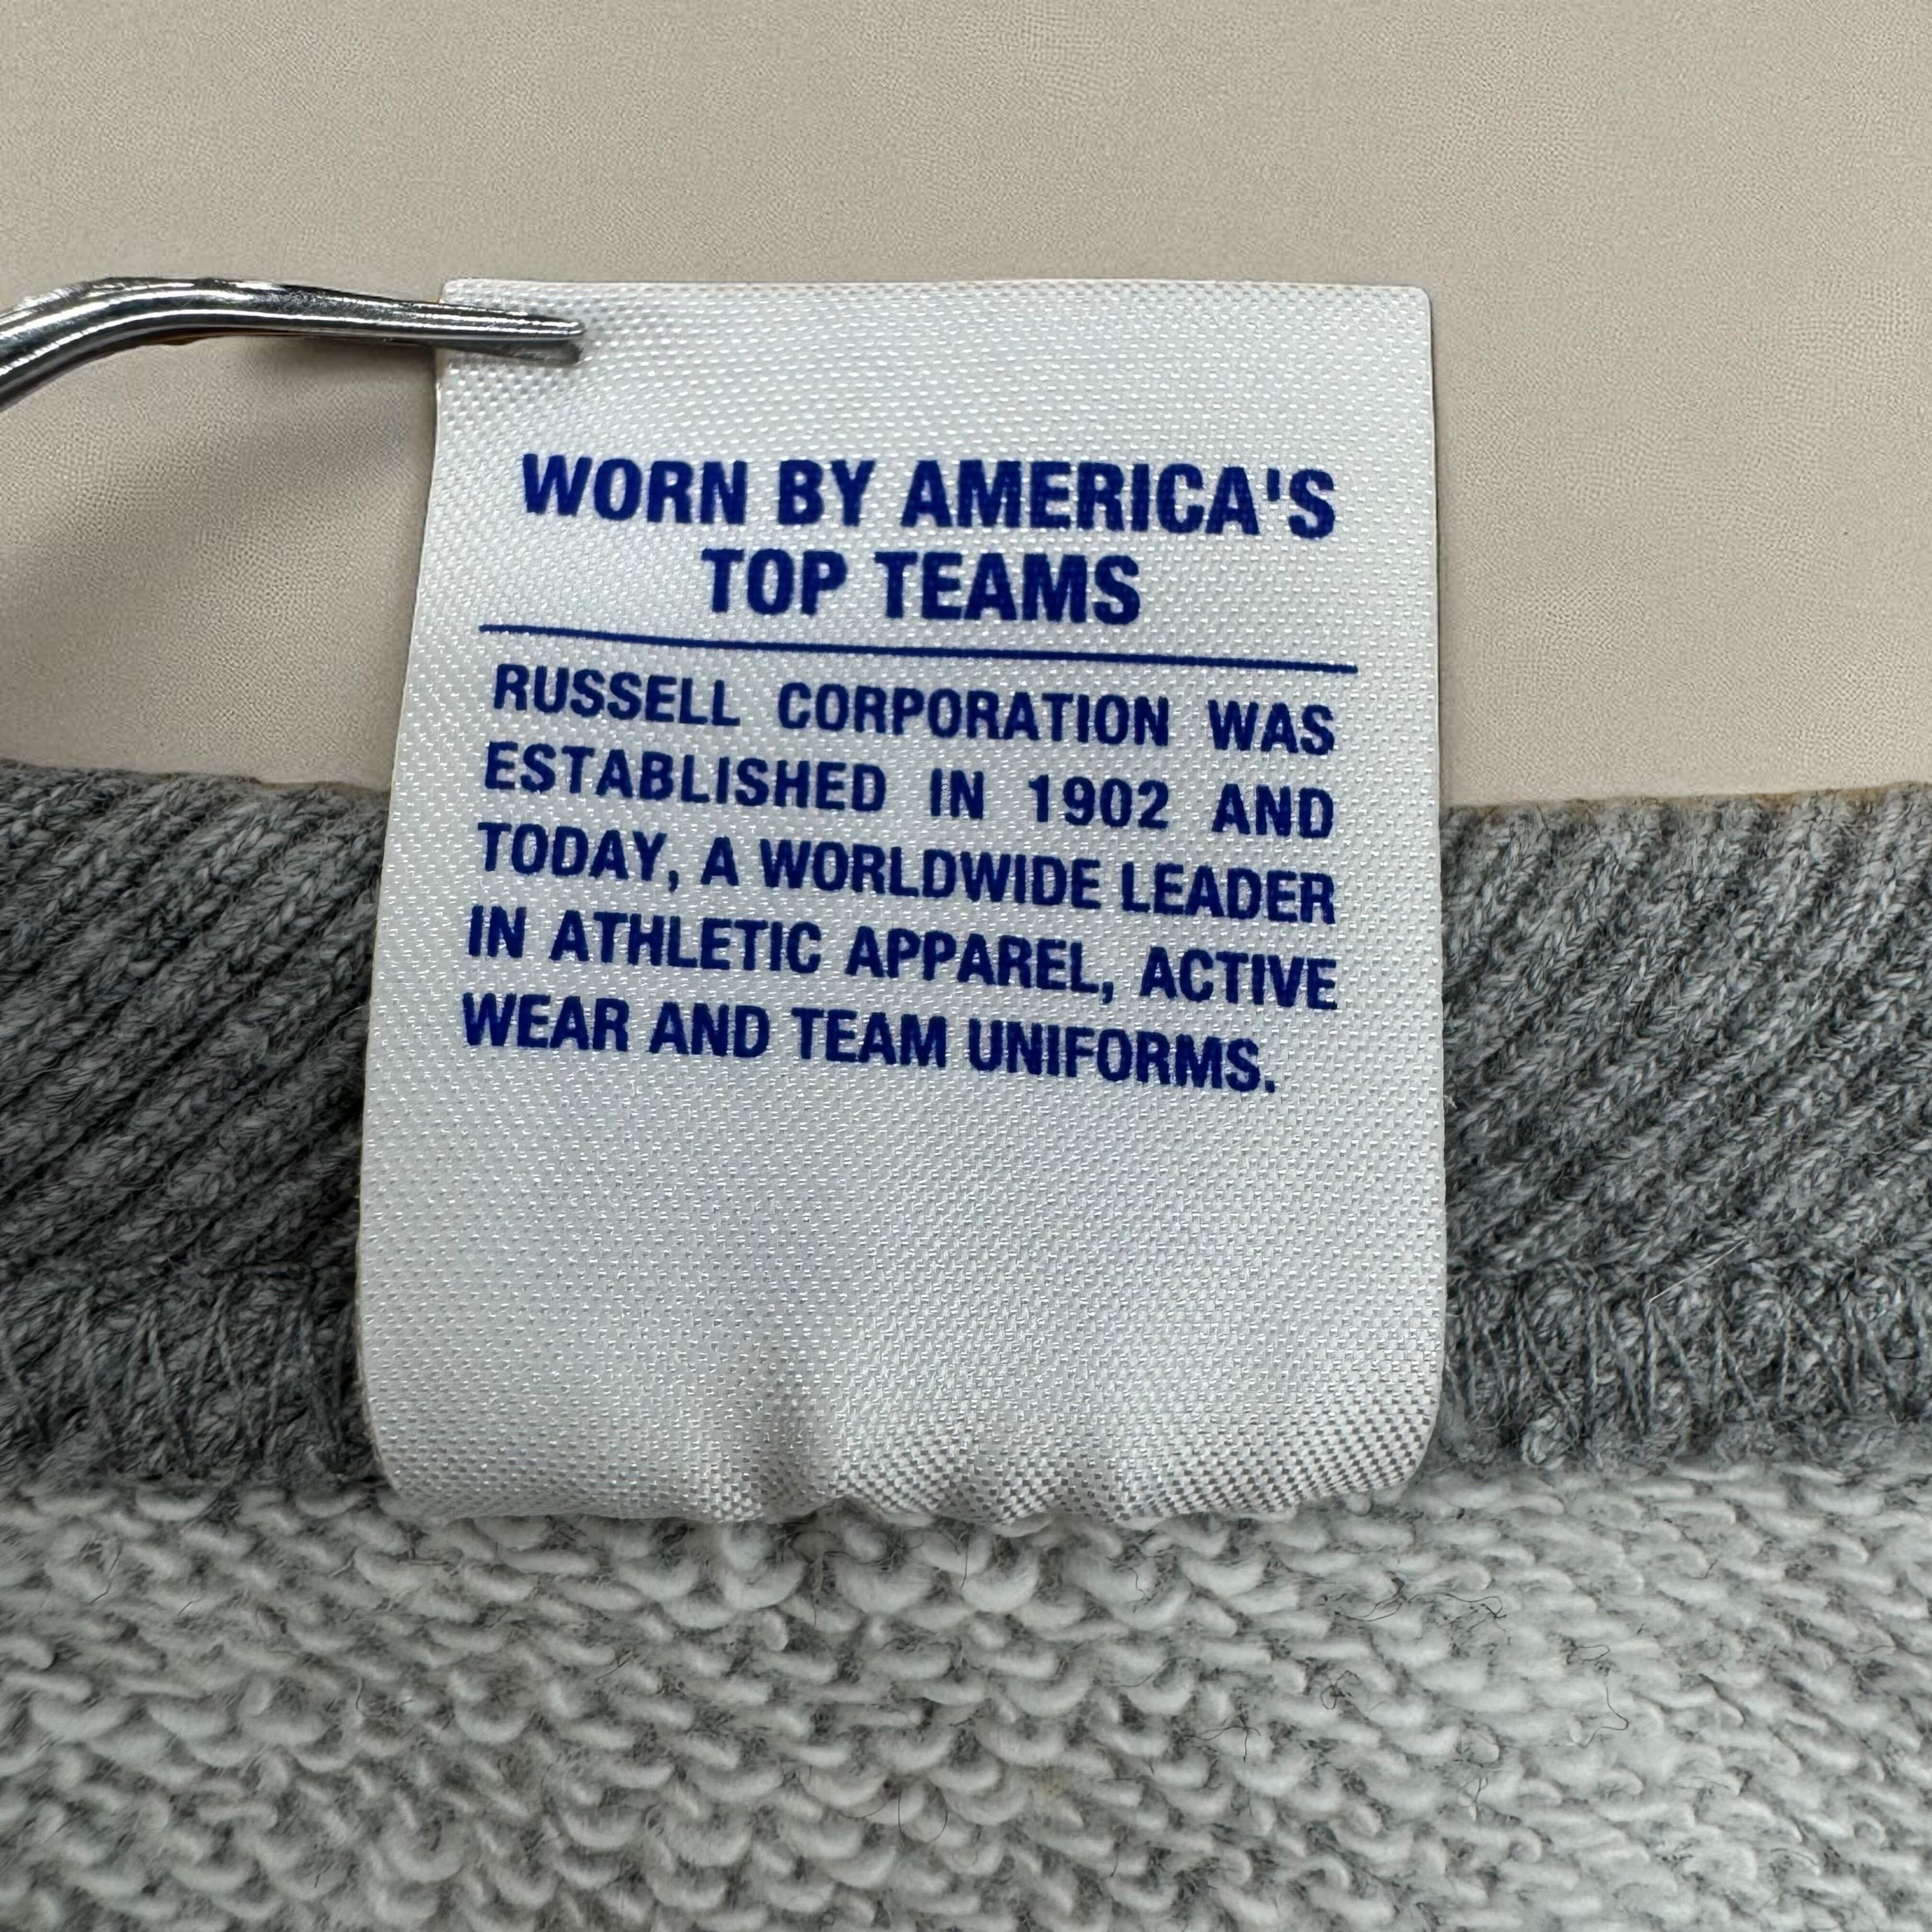 WORN BY AMERICA'S
TOP TEAMS
RUSSELL CORPORATION WAS
ESTABLISHED IN 1902 AND
TODAY, A WORLDWIDE LEADER
IN ATHLETIC APPAREL, ACTIVE
WEAR AND TEAM UNIFORMS.